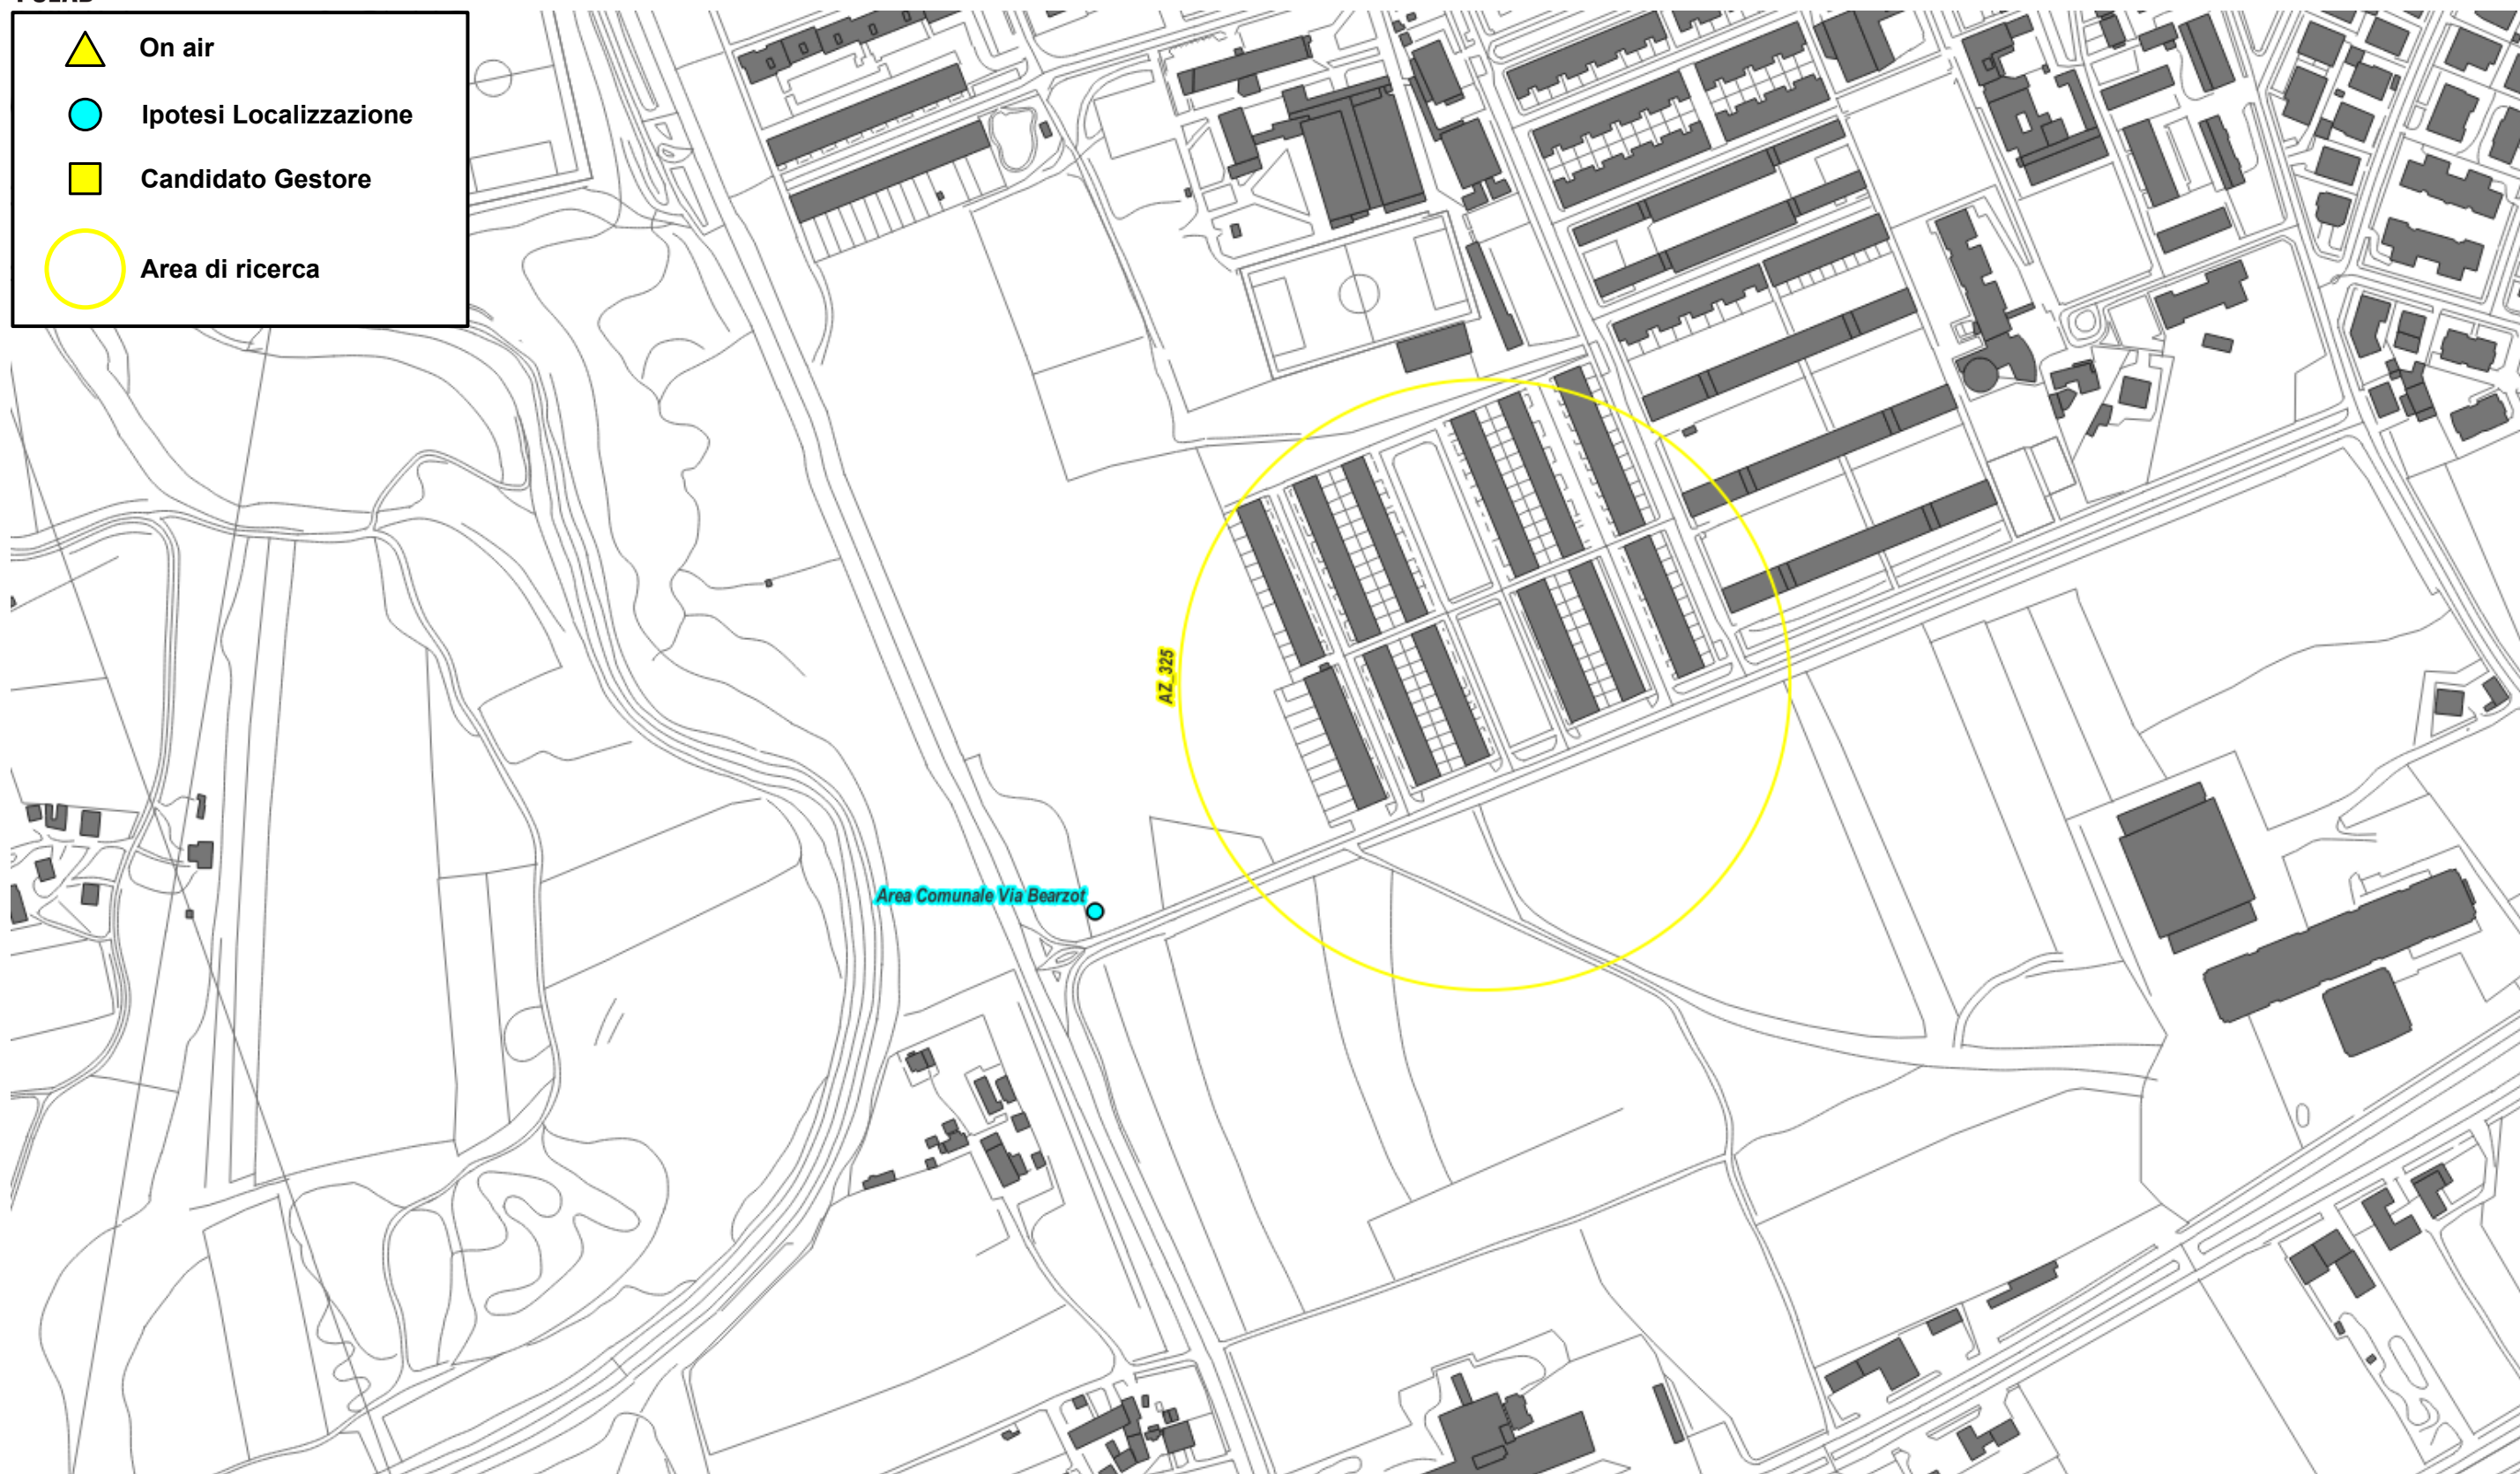 On air
Ipotesi Localizzazione
Candidato Gestore
Area di ricerca
AZ_325
Area Comunale Via Bearzot